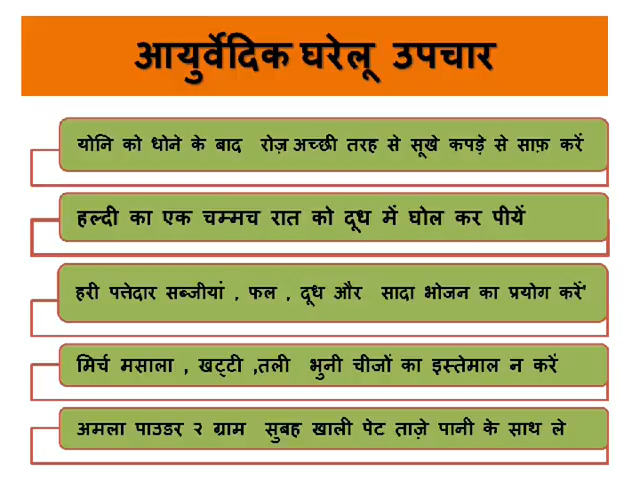 आयुर्वेदिक घरेलू उपचार
योनि को धोने के बाद रोज़ अच्छी तरह से सूखे कपड़े से साफ़ करें
हल्दी का एक चम्मच रात को दूध में घोल कर पीयें
हरी पत्तेदार सब्जीयां , फल , दूध और सादा भोजन का प्रयोग करें'
मिर्च मसाला , खट्टी ,तली भुनी चीजों का इस्तेमाल न करें
अमला पाउडर २ ग्राम सुबह खाली पेट ताज़े पानी के साथ ले